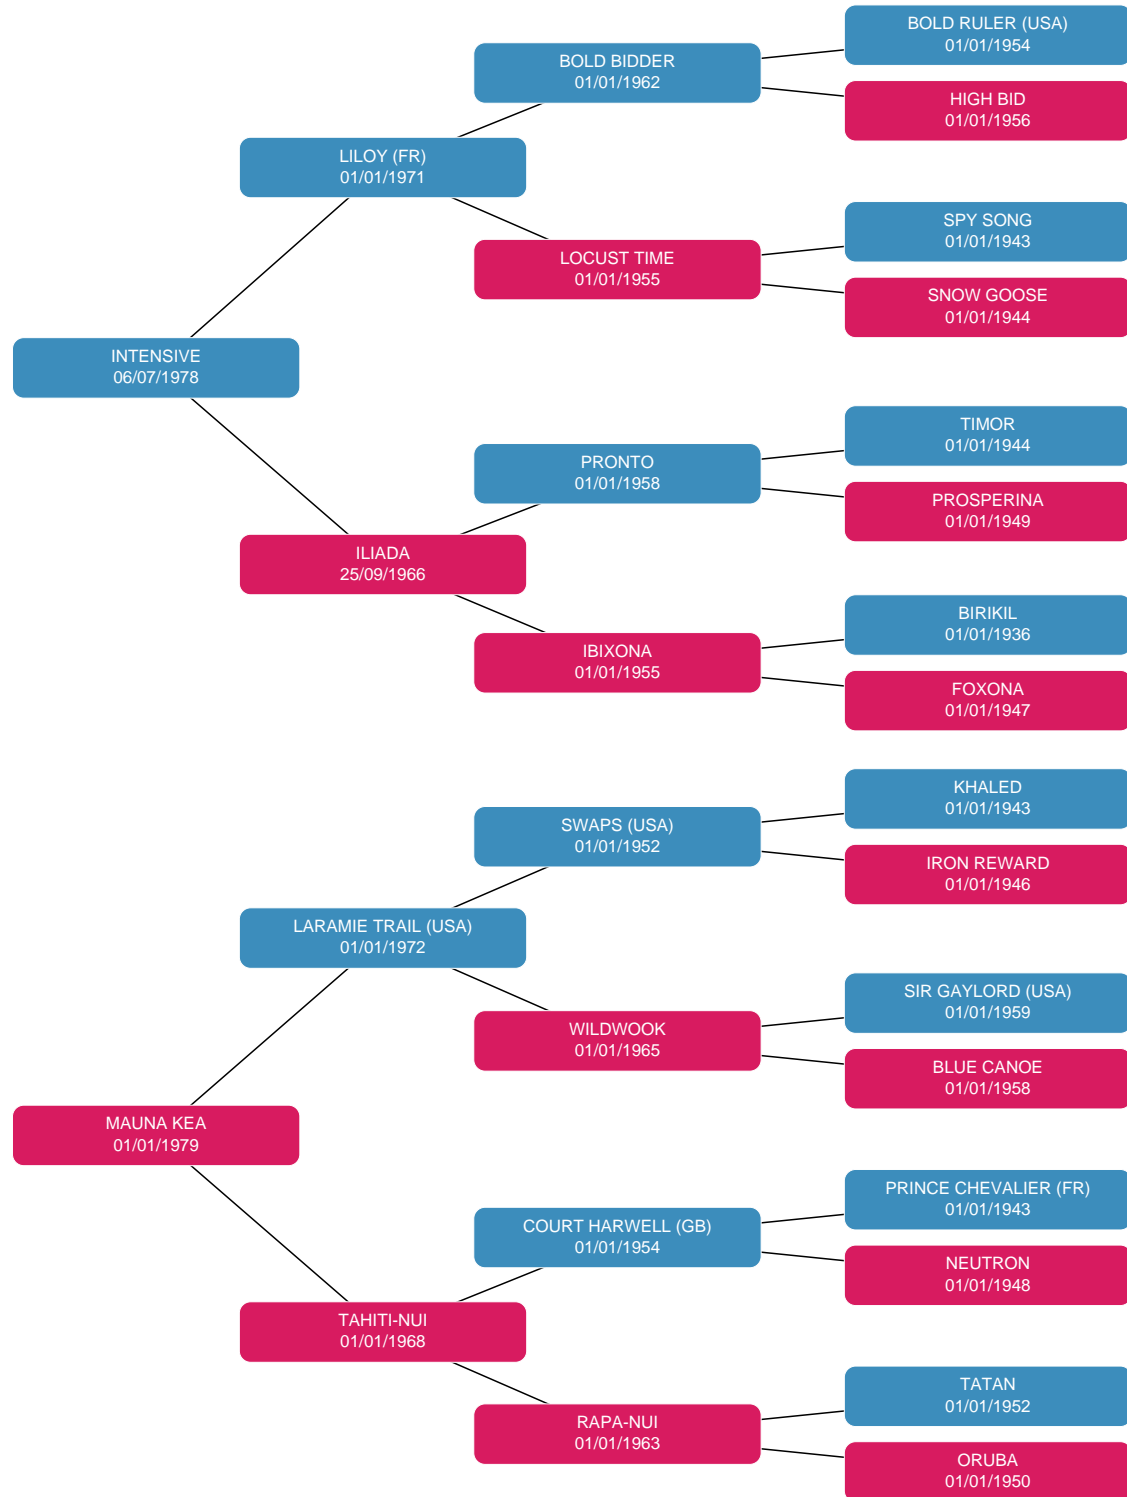 BOLD RULER (USA)
01/01/1954
BOLD BIDDER
01/01/1962
HIGH BID
01/01/1956
LILOY (FR)
01/01/1971
SPY SONG
01/01/1943
LOCUST TIME
01/01/1955
SNOW GOOSE
01/01/1944
INTENSIVE
06/07/1978
TIMOR
01/01/1944
PRONTO
01/01/1958
PROSPERINA
01/01/1949
ILIADA
25/09/1966
BIRIKIL
01/01/1936
IBIXONA
01/01/1955
FOXONA
01/01/1947
KHALED
01/01/1943
SWAPS (USA)
01/01/1952
IRON REWARD
01/01/1946
LARAMIE TRAIL (USA)
01/01/1972
SIR GAYLORD (USA)
01/01/1959
WILDWOOK
01/01/1965
BLUE CANOE
01/01/1958
MAUNA KEA
01/01/1979
PRINCE CHEVALIER (FR)
01/01/1943
COURT HARWELL (GB)
01/01/1954
NEUTRON
01/01/1948
TAHITI-NUI
01/01/1968
TATAN
01/01/1952
RAPA-NUI
01/01/1963
ORUBA
01/01/1950